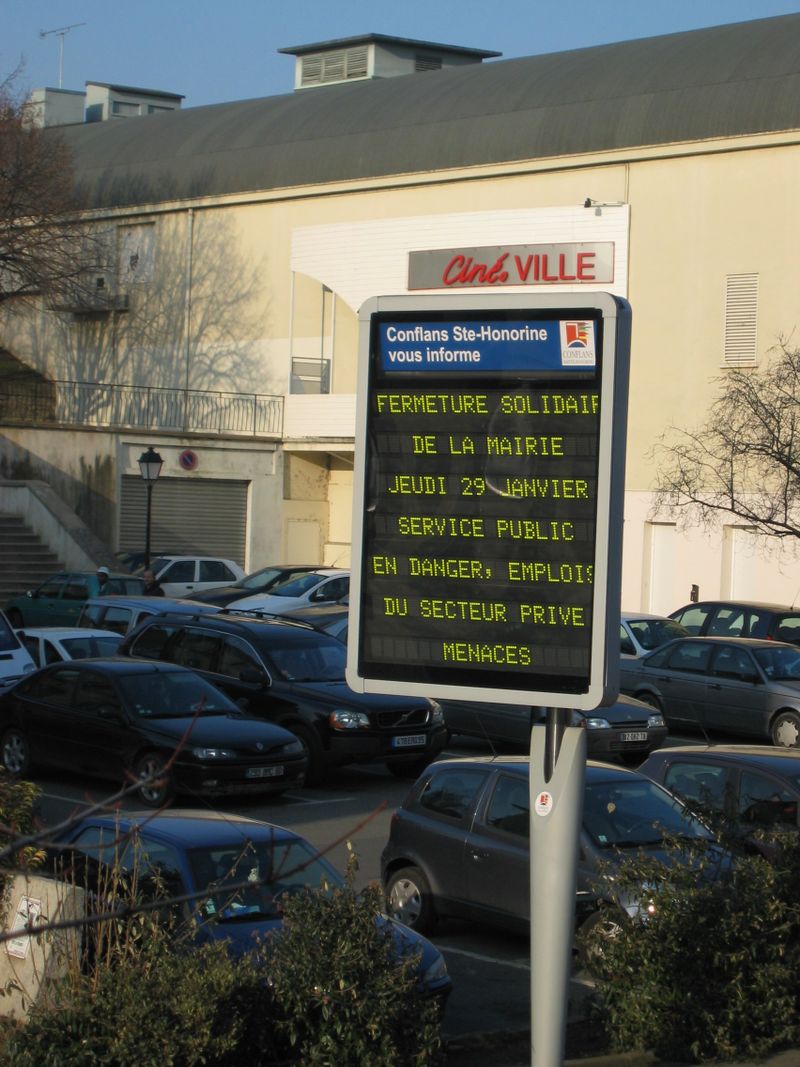 Ciné. VILLE
Conflans Ste-Honorine
vous informe
CONFLANS
FERMETURE SOLIDAIR
DE LA MAIRIE
JEUDI 29 JANVIER
SERVICE PUBLIC
EN DANGER, EMPLOIS
DU SECTEUR PRIVE
MENACES